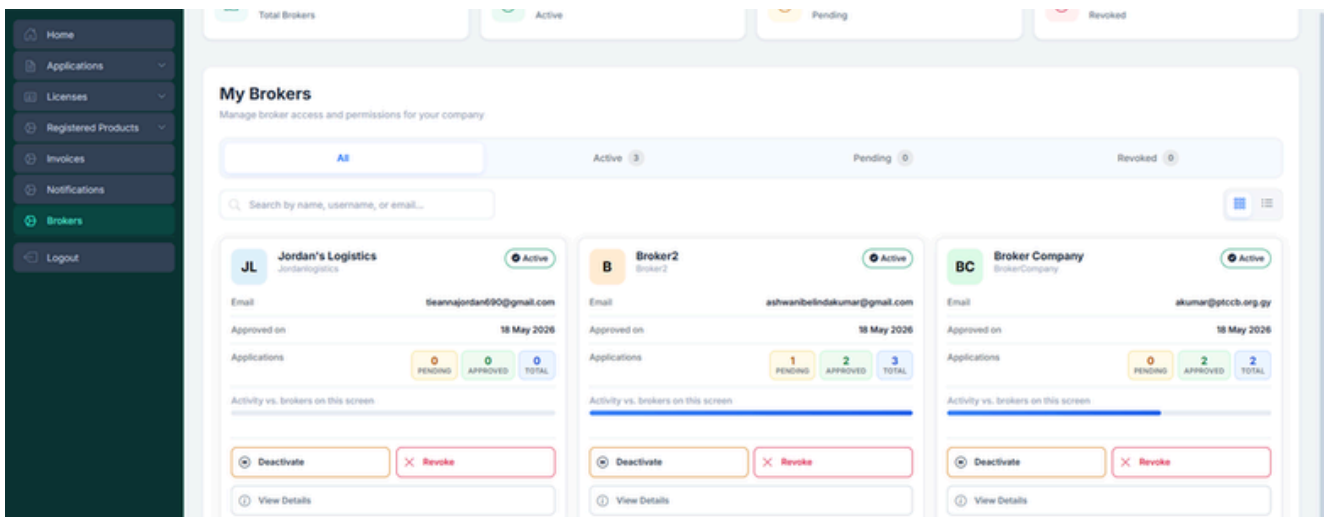 Total Brokers
Active
Pending
Revoked
Home
Applications
Licenses
Registered Products
Invoices
Notifications
Brokers
Logout
My Brokers
Manage broker access and permissions for your company
All
Active 3
Pending 0
Revoked 0
Search by name, username, or email...
JL
Jordan's Logistics
Jordanlogistics
Active
Email
tieannajordan690@gmail.com
Approved on
18 May 2026
Applications
0 PENDING
0 APPROVED
0 TOTAL
Activity vs. brokers on this screen
Deactivate
Revoke
View Details
B
Broker2
Broker2
Active
Email
ashwanibelindakumar@gmail.com
Approved on
18 May 2026
Applications
1 PENDING
2 APPROVED
3 TOTAL
Activity vs. brokers on this screen
Deactivate
Revoke
View Details
BC
Broker Company
BrokerCompany
Active
Email
akumar@ptccb.org.gy
Approved on
18 May 2026
Applications
0 PENDING
2 APPROVED
2 TOTAL
Activity vs. brokers on this screen
Deactivate
Revoke
View Details